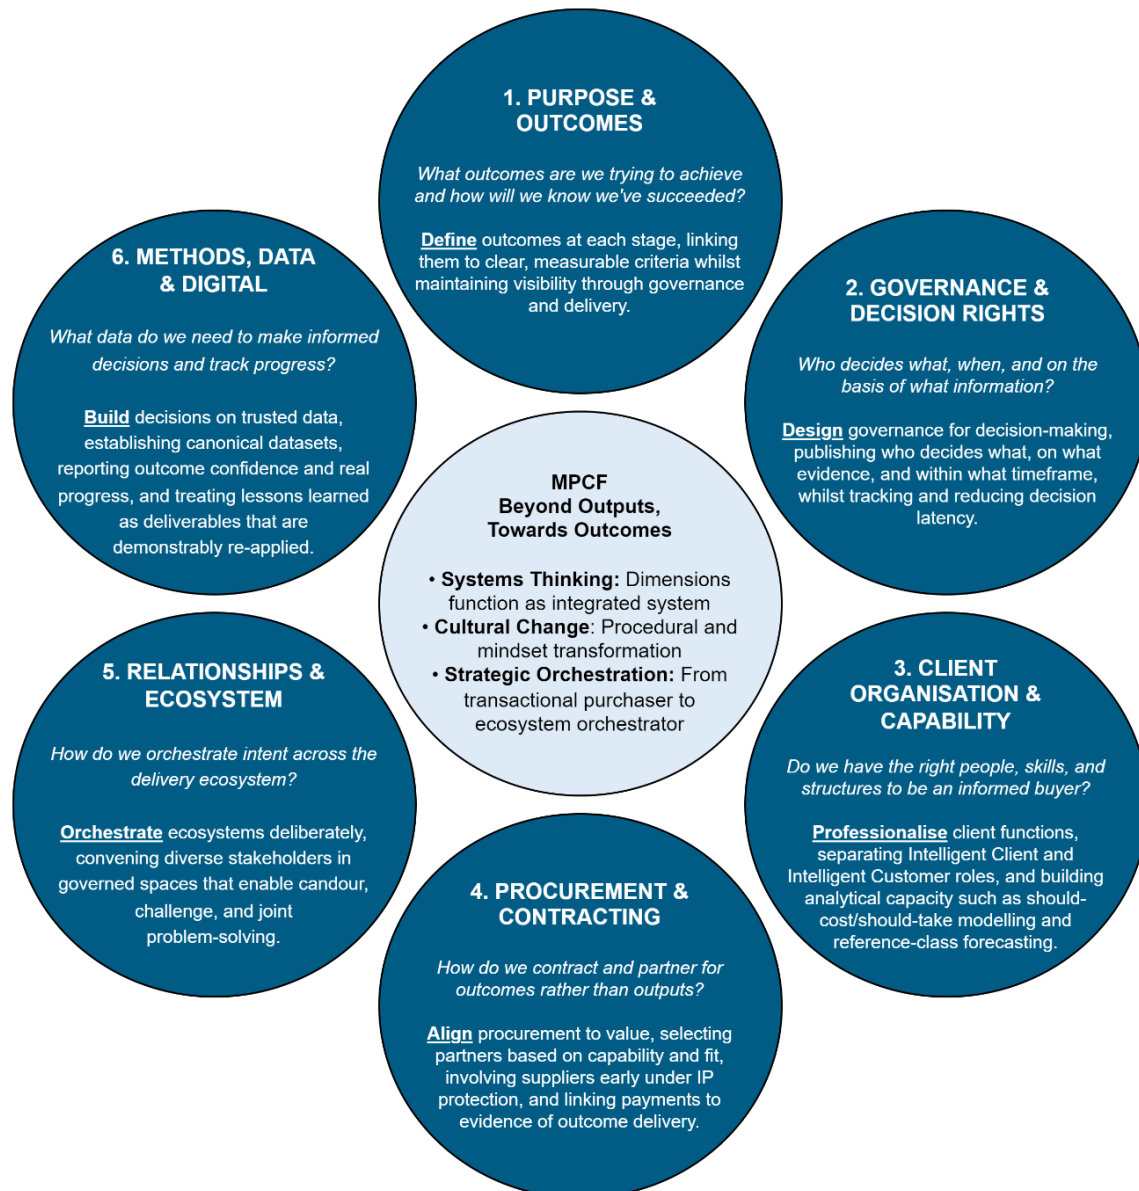 1. PURPOSE &
OUTCOMES
What outcomes are we trying to achieve
and how will we know we've succeeded?
Define outcomes at each stage, linking
them to clear, measurable criteria whilst
maintaining visibility through governance
and delivery.
2. GOVERNANCE &
DECISION RIGHTS
Who decides what, when, and on the
basis of what information?
Design governance for decision-making,
publishing who decides what, on what
evidence, and within what timeframe,
whilst tracking and reducing decision
latency.
3. CLIENT
ORGANISATION &
CAPABILITY
Do we have the right people, skills, and
structures to be an informed buyer?
Professionalise client functions,
separating Intelligent Client and
Intelligent Customer roles, and building
analytical capacity such as should-
cost/should-take modelling and
reference-class forecasting.
4. PROCUREMENT &
CONTRACTING
How do we contract and partner for
outcomes rather than outputs?
Align procurement to value, selecting
partners based on capability and fit,
involving suppliers early under IP
protection, and linking payments to
evidence of outcome delivery.
5. RELATIONSHIPS &
ECOSYSTEM
How do we orchestrate intent across the
delivery ecosystem?
Orchestrate ecosystems deliberately,
convening diverse stakeholders in
governed spaces that enable candour,
challenge, and joint
problem-solving.
6. METHODS, DATA
& DIGITAL
What data do we need to make informed
decisions and track progress?
Build decisions on trusted data,
establishing canonical datasets,
reporting outcome confidence and real
progress, and treating lessons learned
as deliverables that are
demonstrably re-applied.
MPCF
Beyond Outputs,
Towards Outcomes
• Systems Thinking: Dimensions
function as integrated system
• Cultural Change: Procedural and
mindset transformation
• Strategic Orchestration: From
transactional purchaser to
ecosystem orchestrator